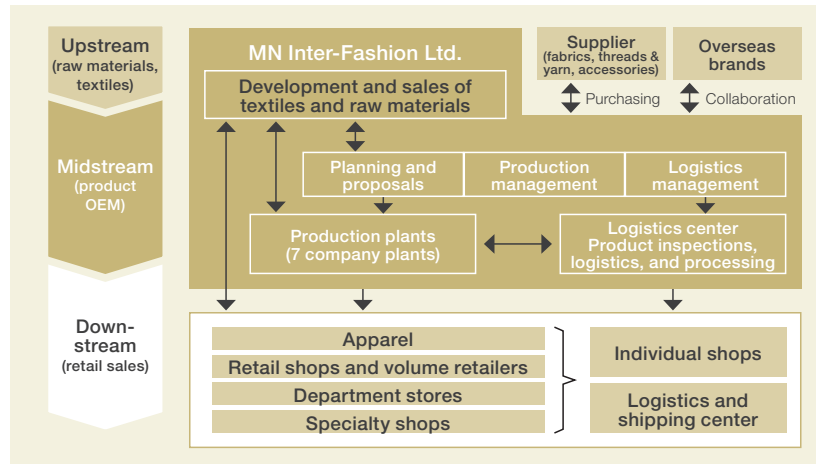 Upstream
(raw materials,
textiles)
Midstream
(product
OEM)
Down-
stream
(retail sales)
MN Inter-Fashion Ltd.
Development and sales of
textiles and raw materials
Supplier
(fabrics, threads &
yarn, accessories)
Overseas
brands
Purchasing
Collaboration
Planning and
proposals
Production
management
Logistics
management
Production plants
(7 company plants)
Logistics center
Product inspections,
logistics, and processing
Apparel
Retail shops and volume retailers
Department stores
Specialty shops
Individual shops
Logistics and
shipping center